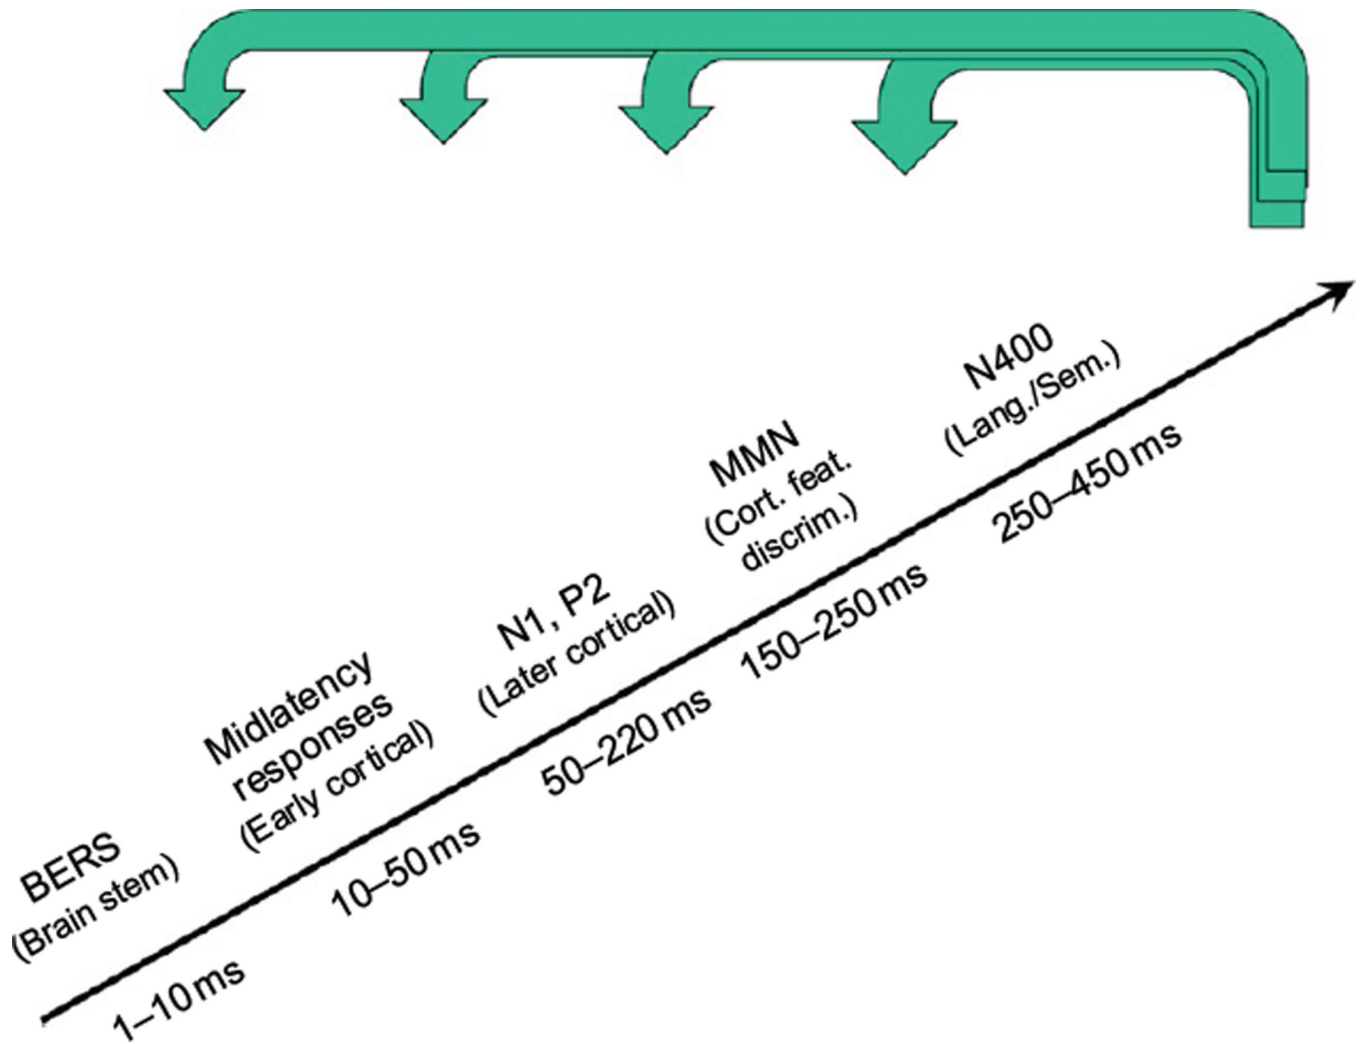 BERS
(Brain stem)
1–10 ms
Midlatency
responses
(Early cortical)
10–50 ms
N1, P2
(Later cortical)
50–220 ms
MMN
(Cort. feat.
discrim.)
150–250 ms
N400
(Lang./Sem.)
250–450 ms